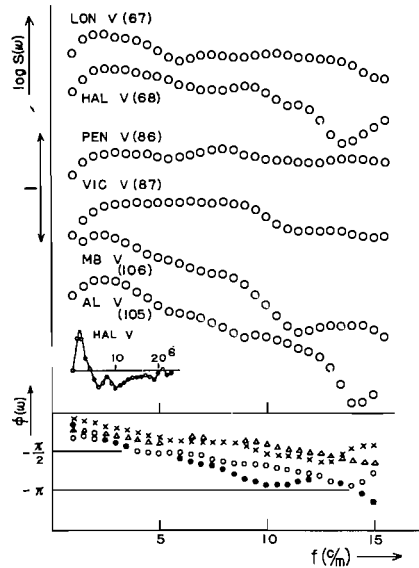 LON V (67)
log S(ω)
HAL V (68)
PEN V (86)
1
VIC V (87)
MB V (106)
AL V (105)
HAL V
10 20 s
φ(ω)
-π/2
-π
5 10 15
f (c/m)